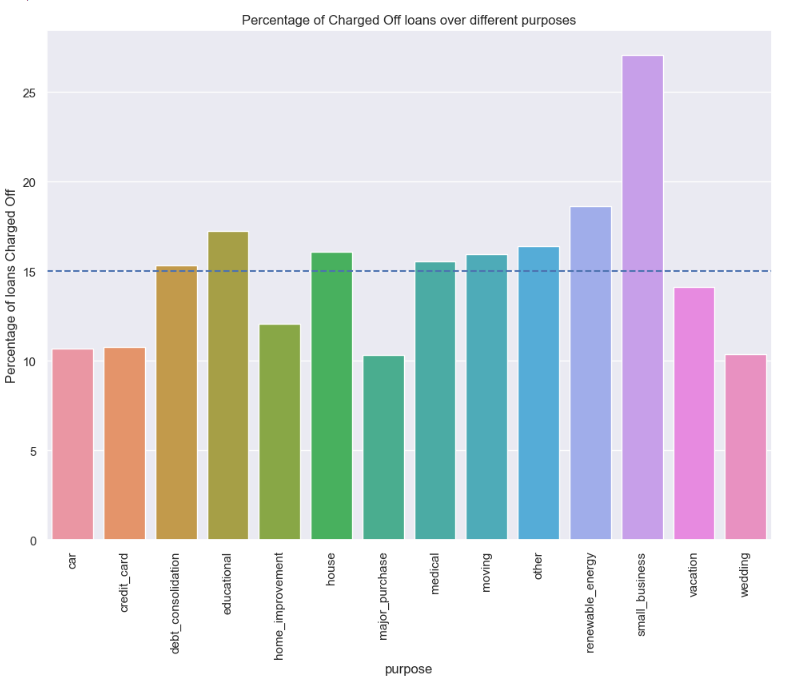 Percentage of Charged Off loans over different purposes
Percentage of loans Charged Off
25
20
15
10
5
0
car
credit_card
debt_consolidation
educational
home_improvement
house
major_purchase
medical
moving
other
renewable_energy
small_business
vacation
wedding
purpose